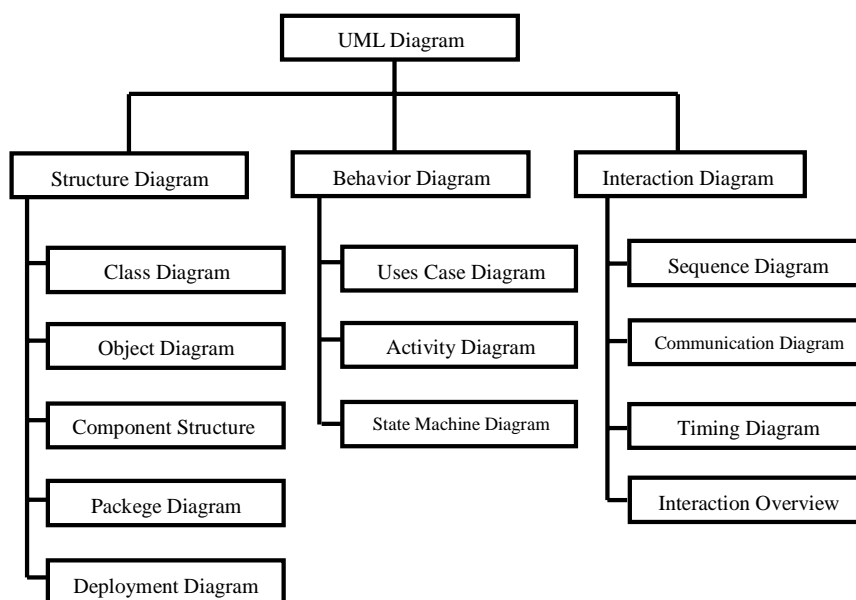 UML Diagram
Structure Diagram
Behavior Diagram
Interaction Diagram
Class Diagram
Object Diagram
Component Structure
Packege Diagram
Deployment Diagram
Uses Case Diagram
Activity Diagram
State Machine Diagram
Sequence Diagram
Communication Diagram
Timing Diagram
Interaction Overview